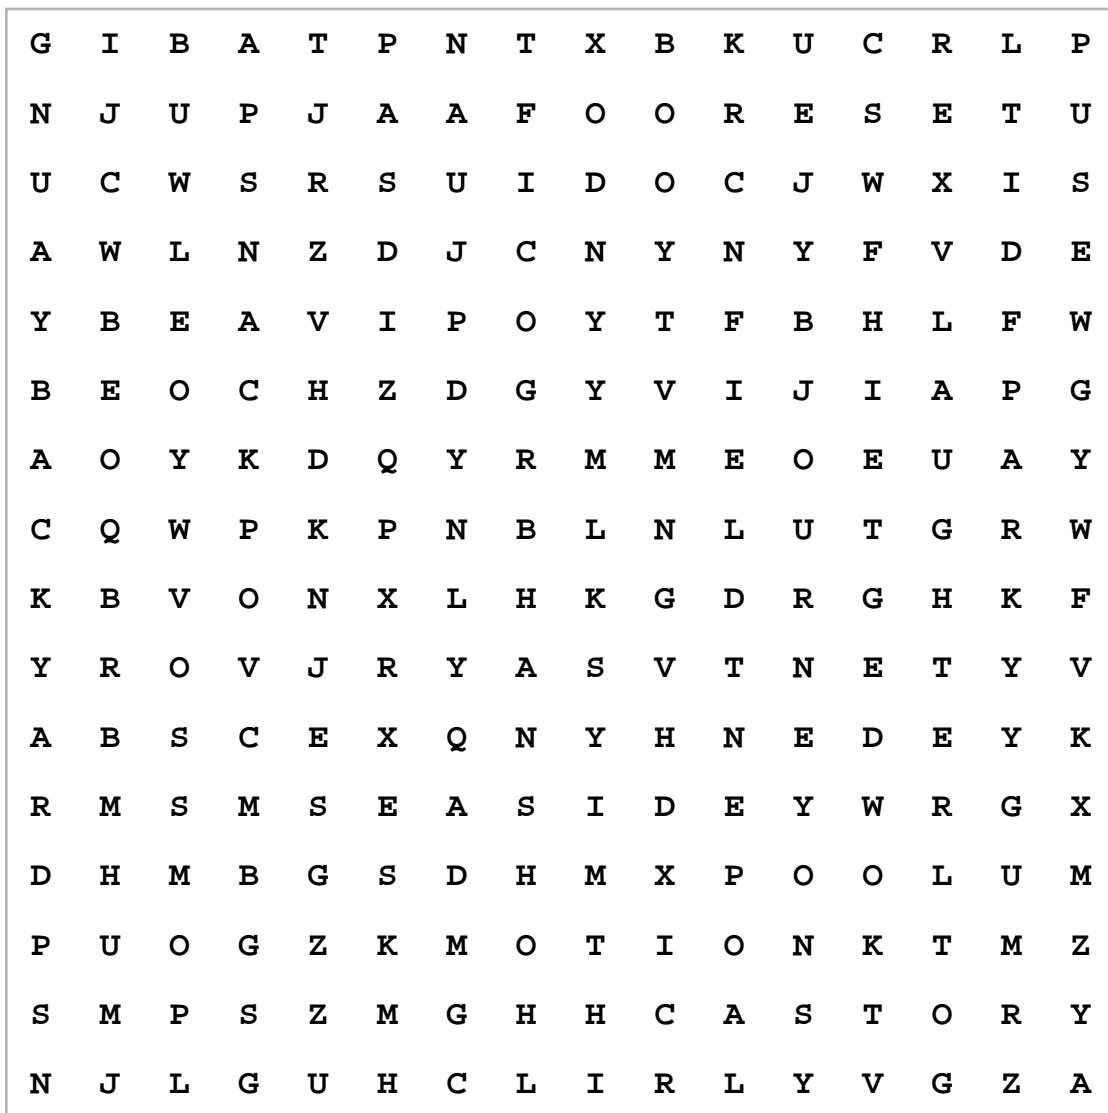 G I B A T P N T X B K U C R L P
N J U P J A A F O O R E S E T U
U C W S R S U I D O C J W X I S
A W L N Z D J C N Y N Y F V D E
Y B E A V I P O Y T F B H L F W
B E O C H Z D G Y V I J I A P G
A O Y K D Q Y R M M E O E U A Y
C Q W P K P N B L N L U T G R W
K B V O N X L H K G D R G H K F
Y R O V J R Y A S V T N E T Y V
A B S C E X Q N Y H N E D E Y K
R M S M S E A S I D E Y W R G X
D H M B G S D H M X P O O L U M
P U O G Z K M O T I O N K T M Z
S M P S Z M G H H C A S T O R Y
N J L G U H C L I R L Y V G Z A